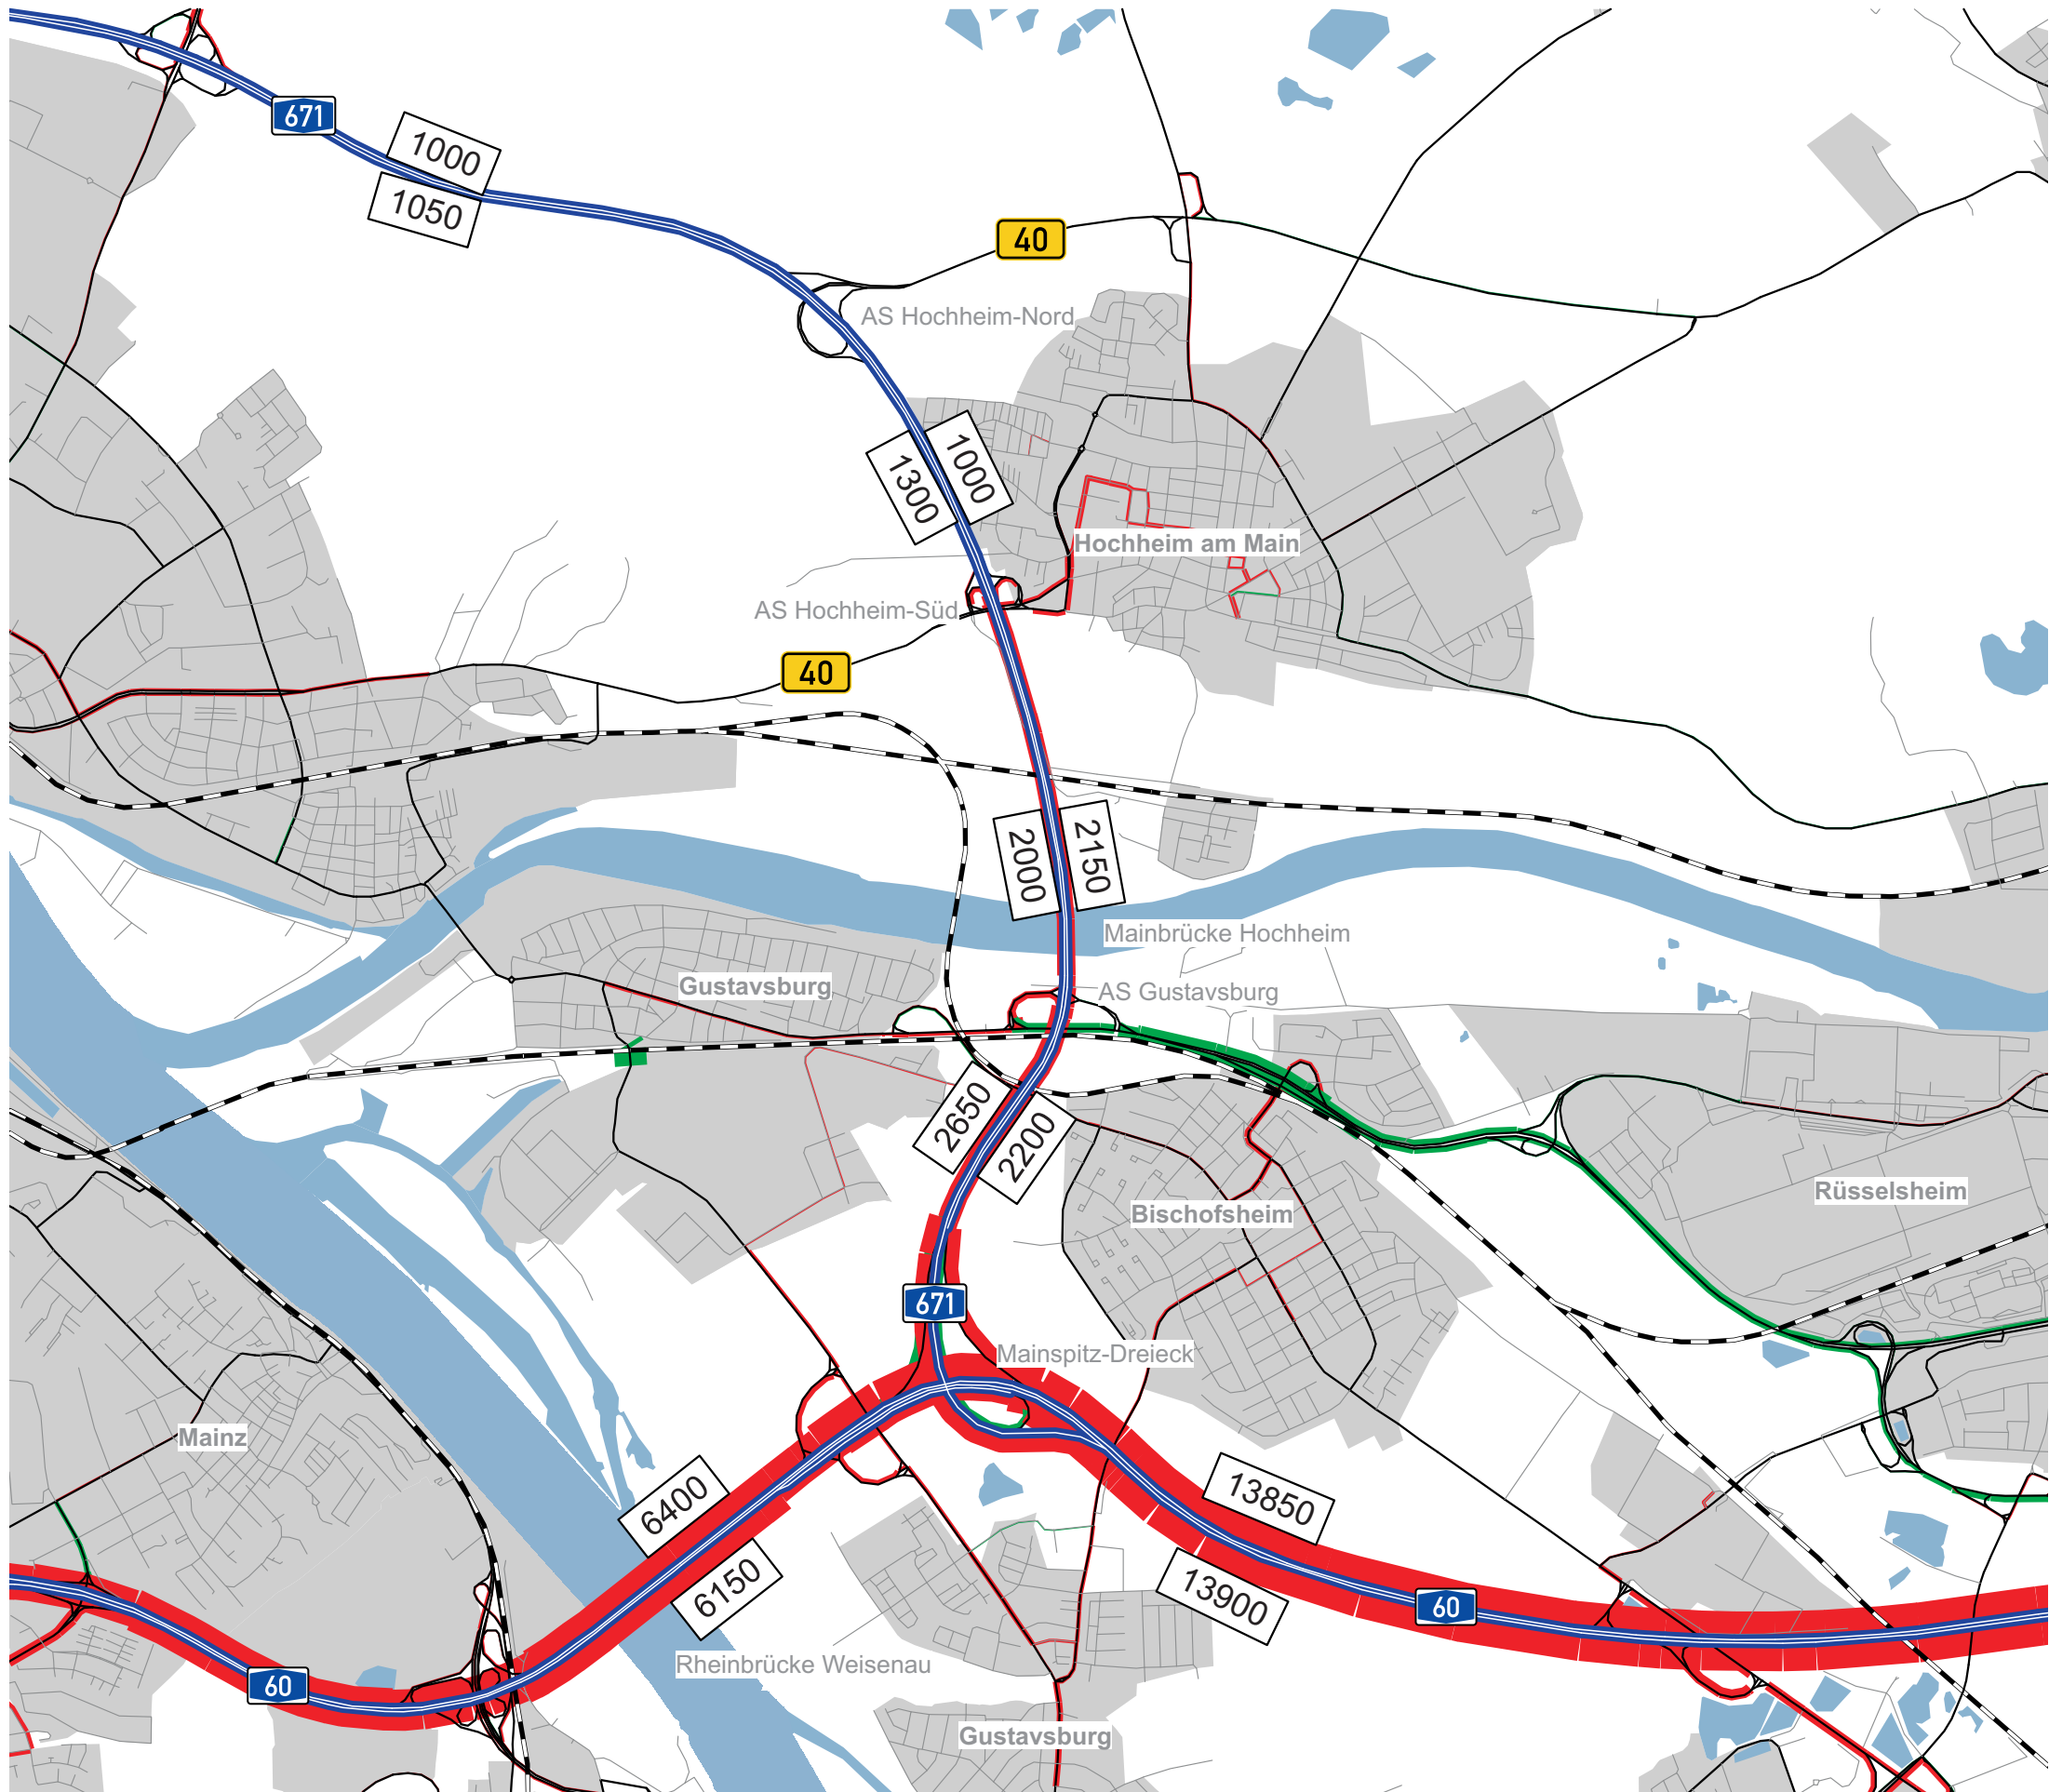 671
1000
1050
40
AS Hochheim-Nord
1000
1300
Hochheim am Main
AS Hochheim-Süd
40
2150
2000
Mainbrücke Hochheim
Gustavsburg
AS Gustavsburg
2650
2200
Rüsselsheim
Bischofsheim
671
Mainspitz-Dreieck
Mainz
6400
13850
6150
13900
60
Rheinbrücke Weisenau
60
Gustavsburg